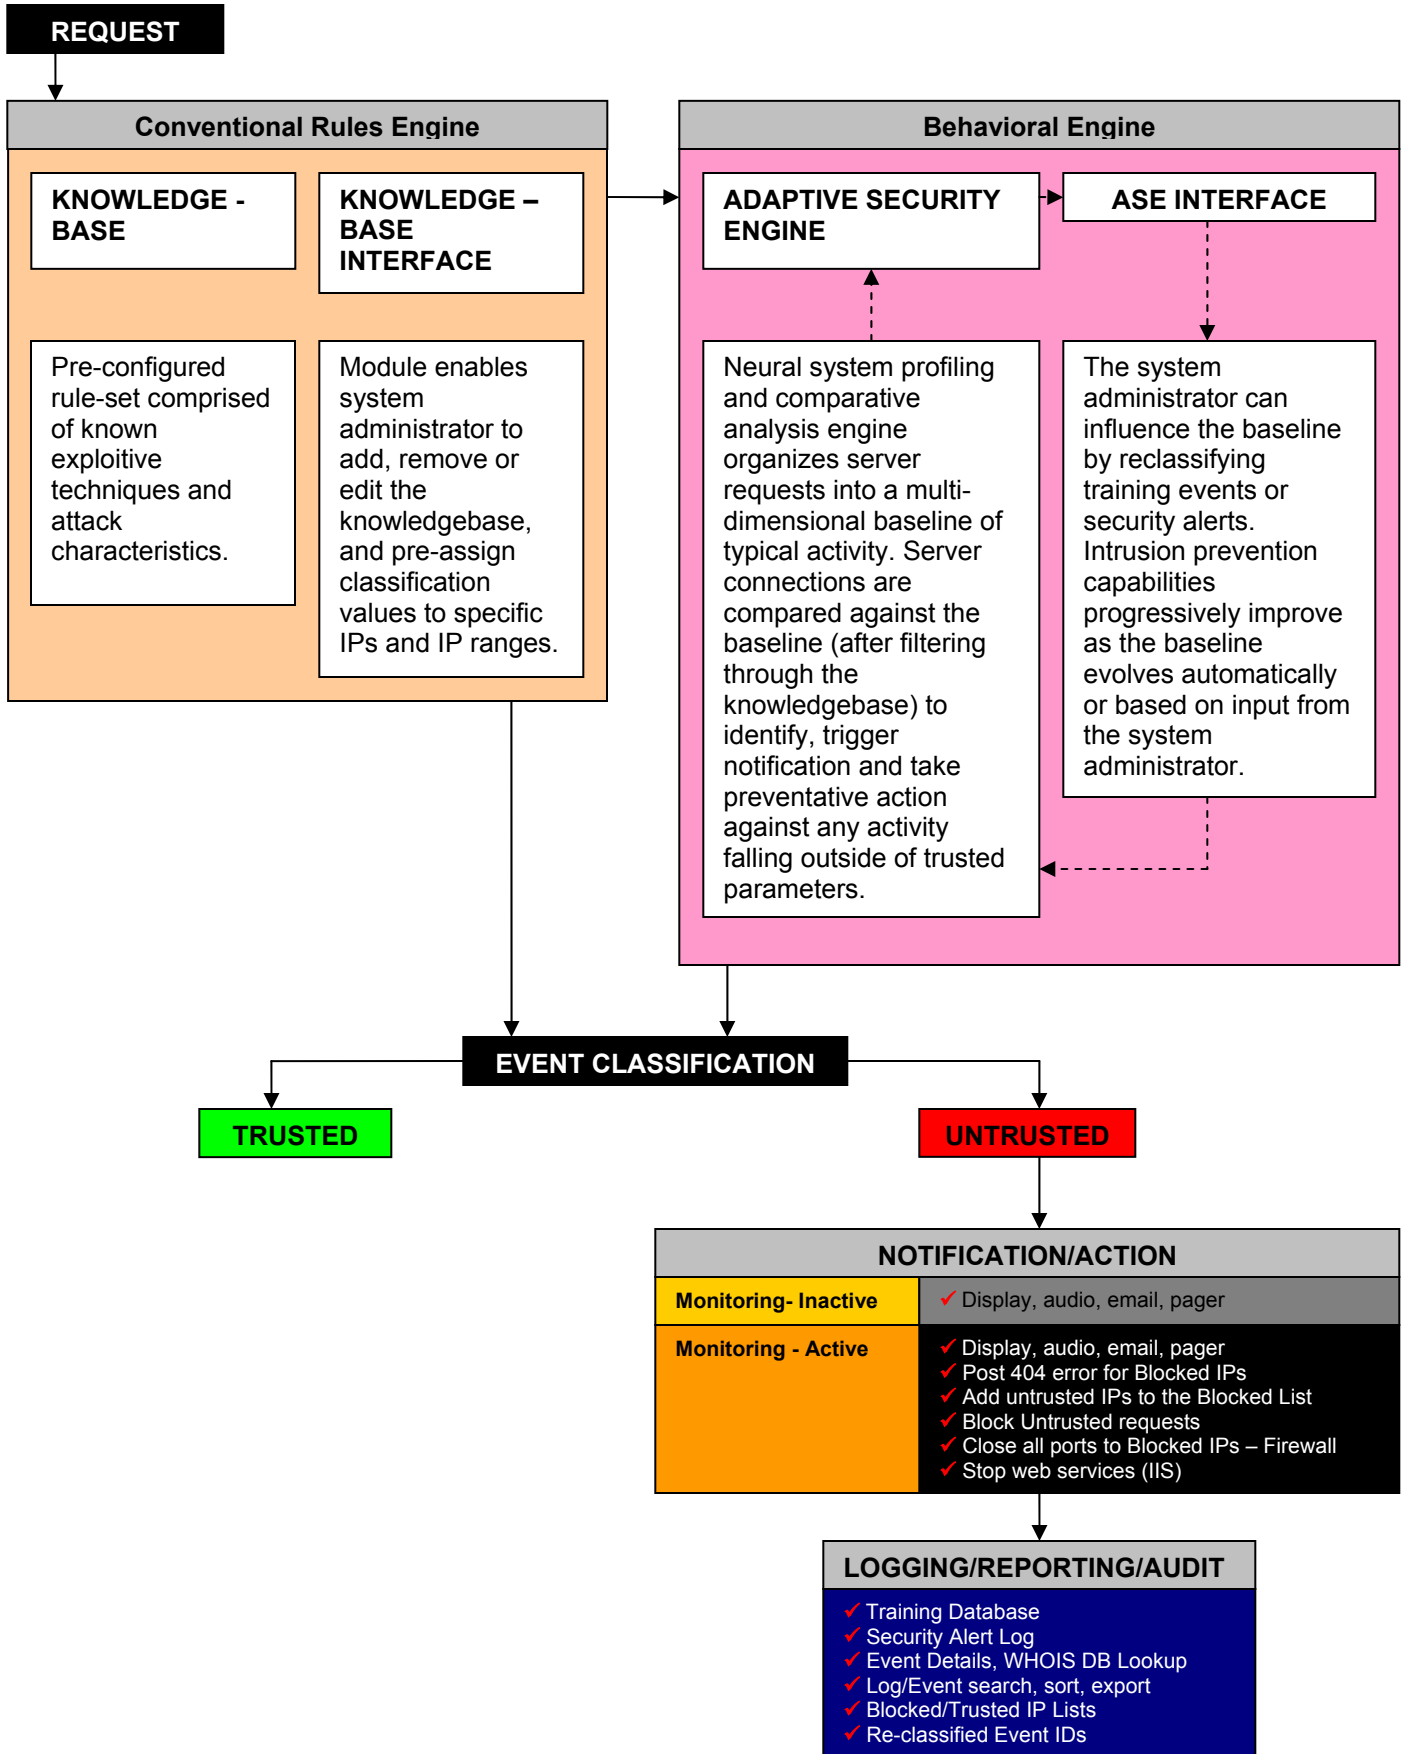 REQUEST
Conventional Rules Engine
KNOWLEDGE -
BASE
KNOWLEDGE –
BASE
INTERFACE
Pre-configured
rule-set comprised
of known
exploitive
techniques and
attack
characteristics.
Module enables
system
administrator to
add, remove or
edit the
knowledgebase,
and pre-assign
classification
values to specific
IPs and IP ranges.
Behavioral Engine
ADAPTIVE SECURITY
ENGINE
ASE INTERFACE
Neural system profiling
and comparative
analysis engine
organizes server
requests into a multi-
dimensional baseline of
typical activity. Server
connections are
compared against the
baseline (after filtering
through the
knowledgebase) to
identify, trigger
notification and take
preventative action
against any activity
falling outside of trusted
parameters.
The system
administrator can
influence the baseline
by reclassifying
training events or
security alerts.
Intrusion prevention
capabilities
progressively improve
as the baseline
evolves automatically
or based on input from
the system
administrator.
EVENT CLASSIFICATION
TRUSTED
UNTRUSTED
NOTIFICATION/ACTION
Monitoring- Inactive
✓ Display, audio, email, pager
Monitoring - Active
✓ Display, audio, email, pager
✓ Post 404 error for Blocked IPs
✓ Add untrusted IPs to the Blocked List
✓ Block Untrusted requests
✓ Close all ports to Blocked IPs – Firewall
✓ Stop web services (IIS)
LOGGING/REPORTING/AUDIT
✓ Training Database
✓ Security Alert Log
✓ Event Details, WHOIS DB Lookup
✓ Log/Event search, sort, export
✓ Blocked/Trusted IP Lists
✓ Re-classified Event IDs